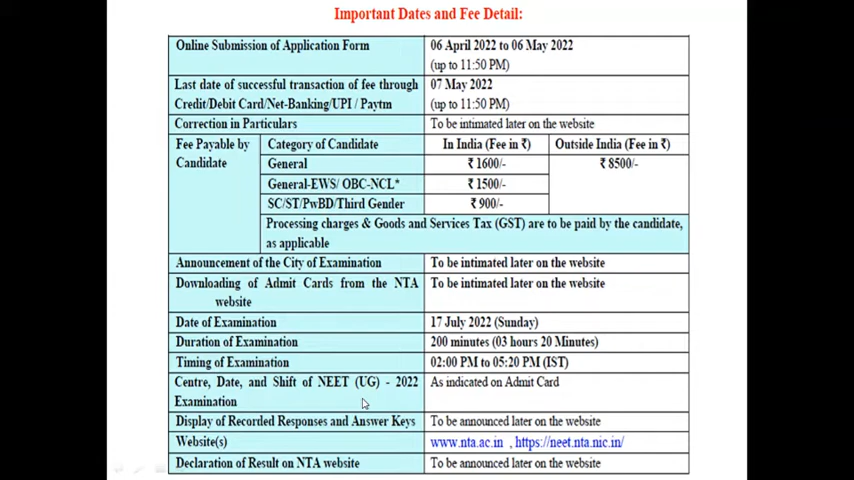 Important Dates and Fee Detail:
Online Submission of Application Form
06 April 2022 to 06 May 2022
(up to 11:50 PM)
Last date of successful transaction of fee through
Credit/Debit Card/Net-Banking/UPI / Paytm
07 May 2022
(up to 11:50 PM)
Correction in Particulars
To be intimated later on the website
Fee Payable by
Candidate
Category of Candidate
In India (Fee in ₹)
Outside India (Fee in ₹)
General
₹ 1600/-
₹ 8500/-
General-EWS/ OBC-NCL*
₹ 1500/-
SC/ST/PwBD/Third Gender
₹ 900/-
Processing charges & Goods and Services Tax (GST) are to be paid by the candidate,
as applicable
Announcement of the City of Examination
To be intimated later on the website
Downloading of Admit Cards from the NTA
website
To be intimated later on the website
Date of Examination
17 July 2022 (Sunday)
Duration of Examination
200 minutes (03 hours 20 Minutes)
Timing of Examination
02:00 PM to 05:20 PM (IST)
Centre, Date, and Shift of NEET (UG) - 2022
Examination
As indicated on Admit Card
Display of Recorded Responses and Answer Keys
To be announced later on the website
Website(s)
www.nta.ac.in , https://neet.nta.nic.in/
Declaration of Result on NTA website
To be announced later on the website